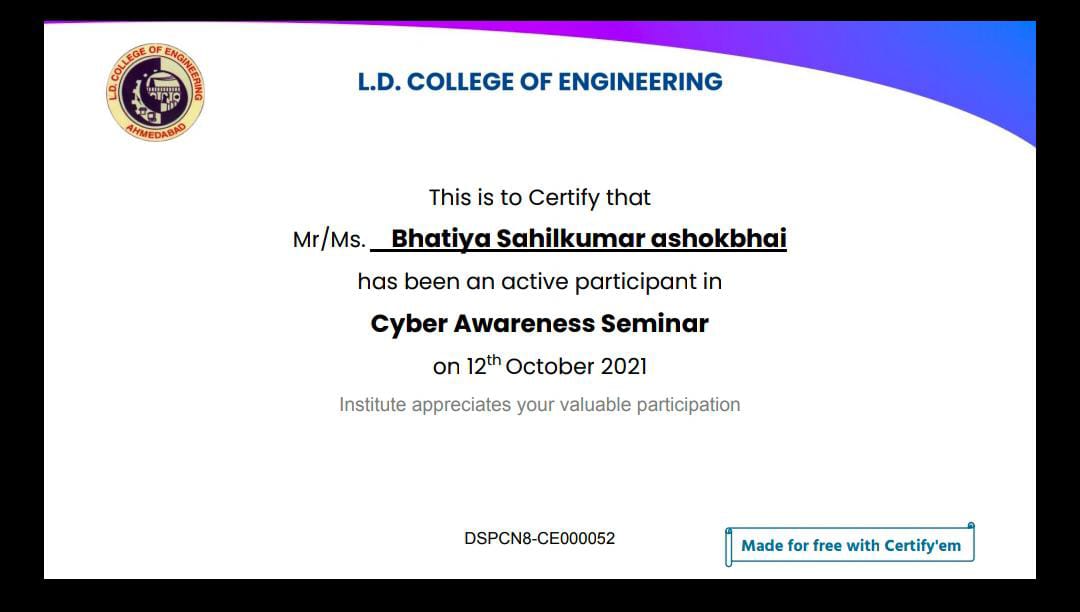 L.D. COLLEGE OF ENGINEERING
AHMEDABAD
L.D. COLLEGE OF ENGINEERING
This is to Certify that
Mr/Ms. Bhatiya Sahilkumar ashokbhai
has been an active participant in
Cyber Awareness Seminar
on 12th October 2021
Institute appreciates your valuable participation
DSPCN8-CE000052
Made for free with Certify'em